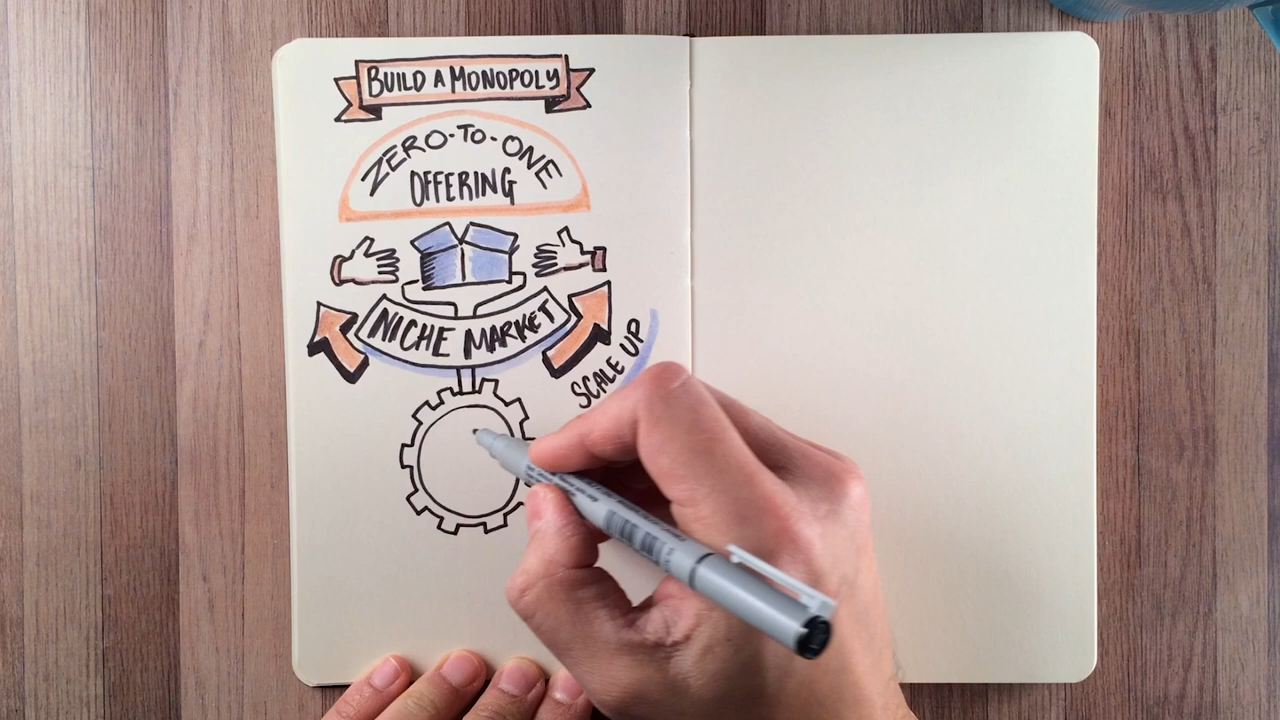 BUILD A MONOPOLY
ZERO-TO-ONE
OFFERING
NICHE MARKET
SCALE UP